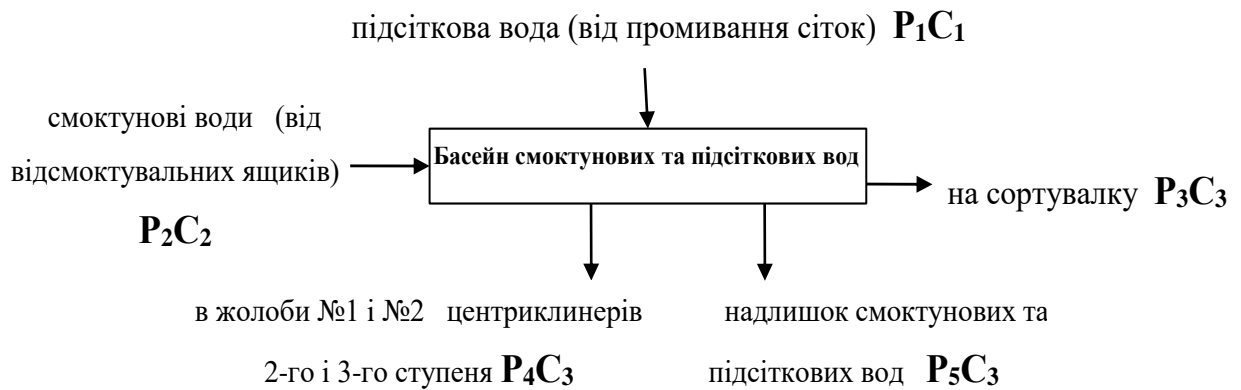 підсіткова вода (від промивання сіток) P₁C₁
смоктунові води (від
відсмоктувальних ящиків)
P₂C₂
Басейн смоктунових та підсіткових вод
на сортувалку P₃C₃
в жолоби №1 і №2 центриклинерів
2-го і 3-го ступеня P₄C₃
надлишок смоктунових та
підсіткових вод P₅C₃